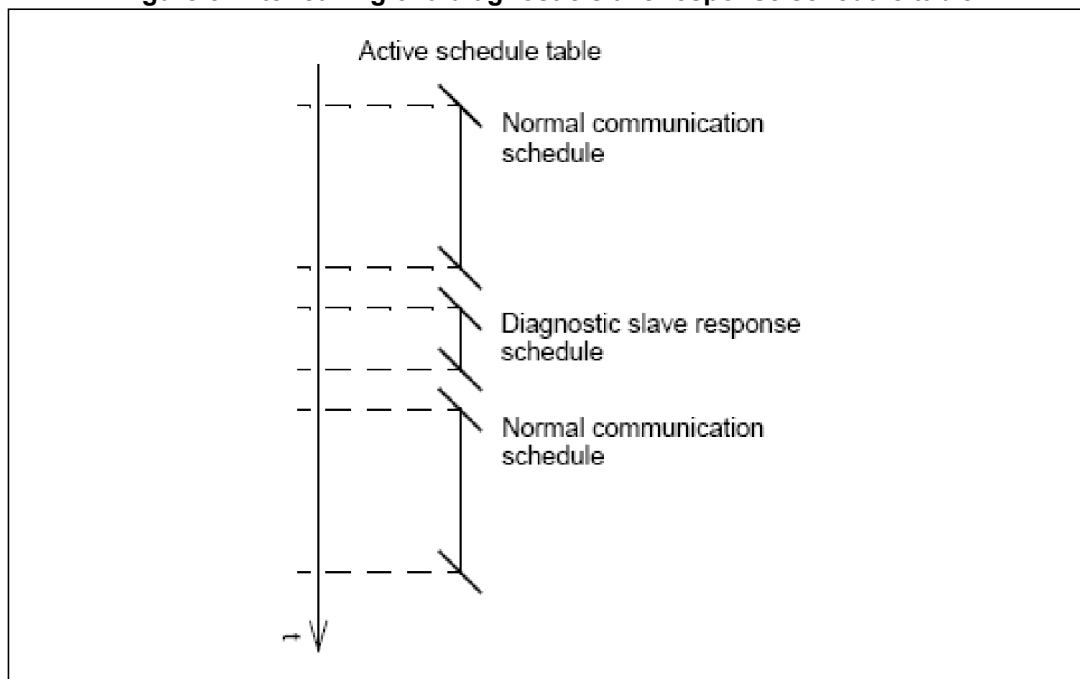 Active schedule table
Normal communication
schedule
Diagnostic slave response
schedule
Normal communication
schedule
t